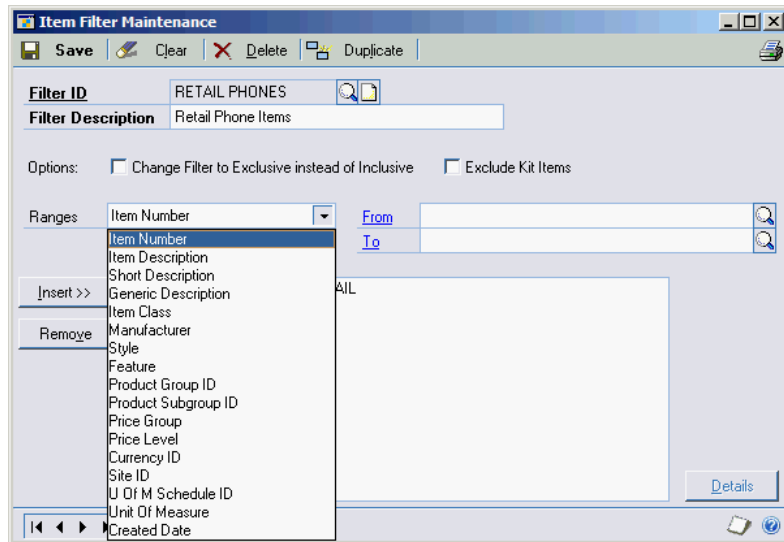 Item Filter Maintenance
Save Clear Delete Duplicate
Filter ID RETAIL PHONES
Filter Description Retail Phone Items
Options: Change Filter to Exclusive instead of Inclusive Exclude Kit Items
Ranges Item Number From
To
Item Number
Item Description
Short Description
Generic Description
Item Class
Manufacturer
Style
Feature
Product Group ID
Product Subgroup ID
Price Group
Price Level
Currency ID
Site ID
U Of M Schedule ID
Unit Of Measure
Created Date
Insert >>
AIL
Remove
Details